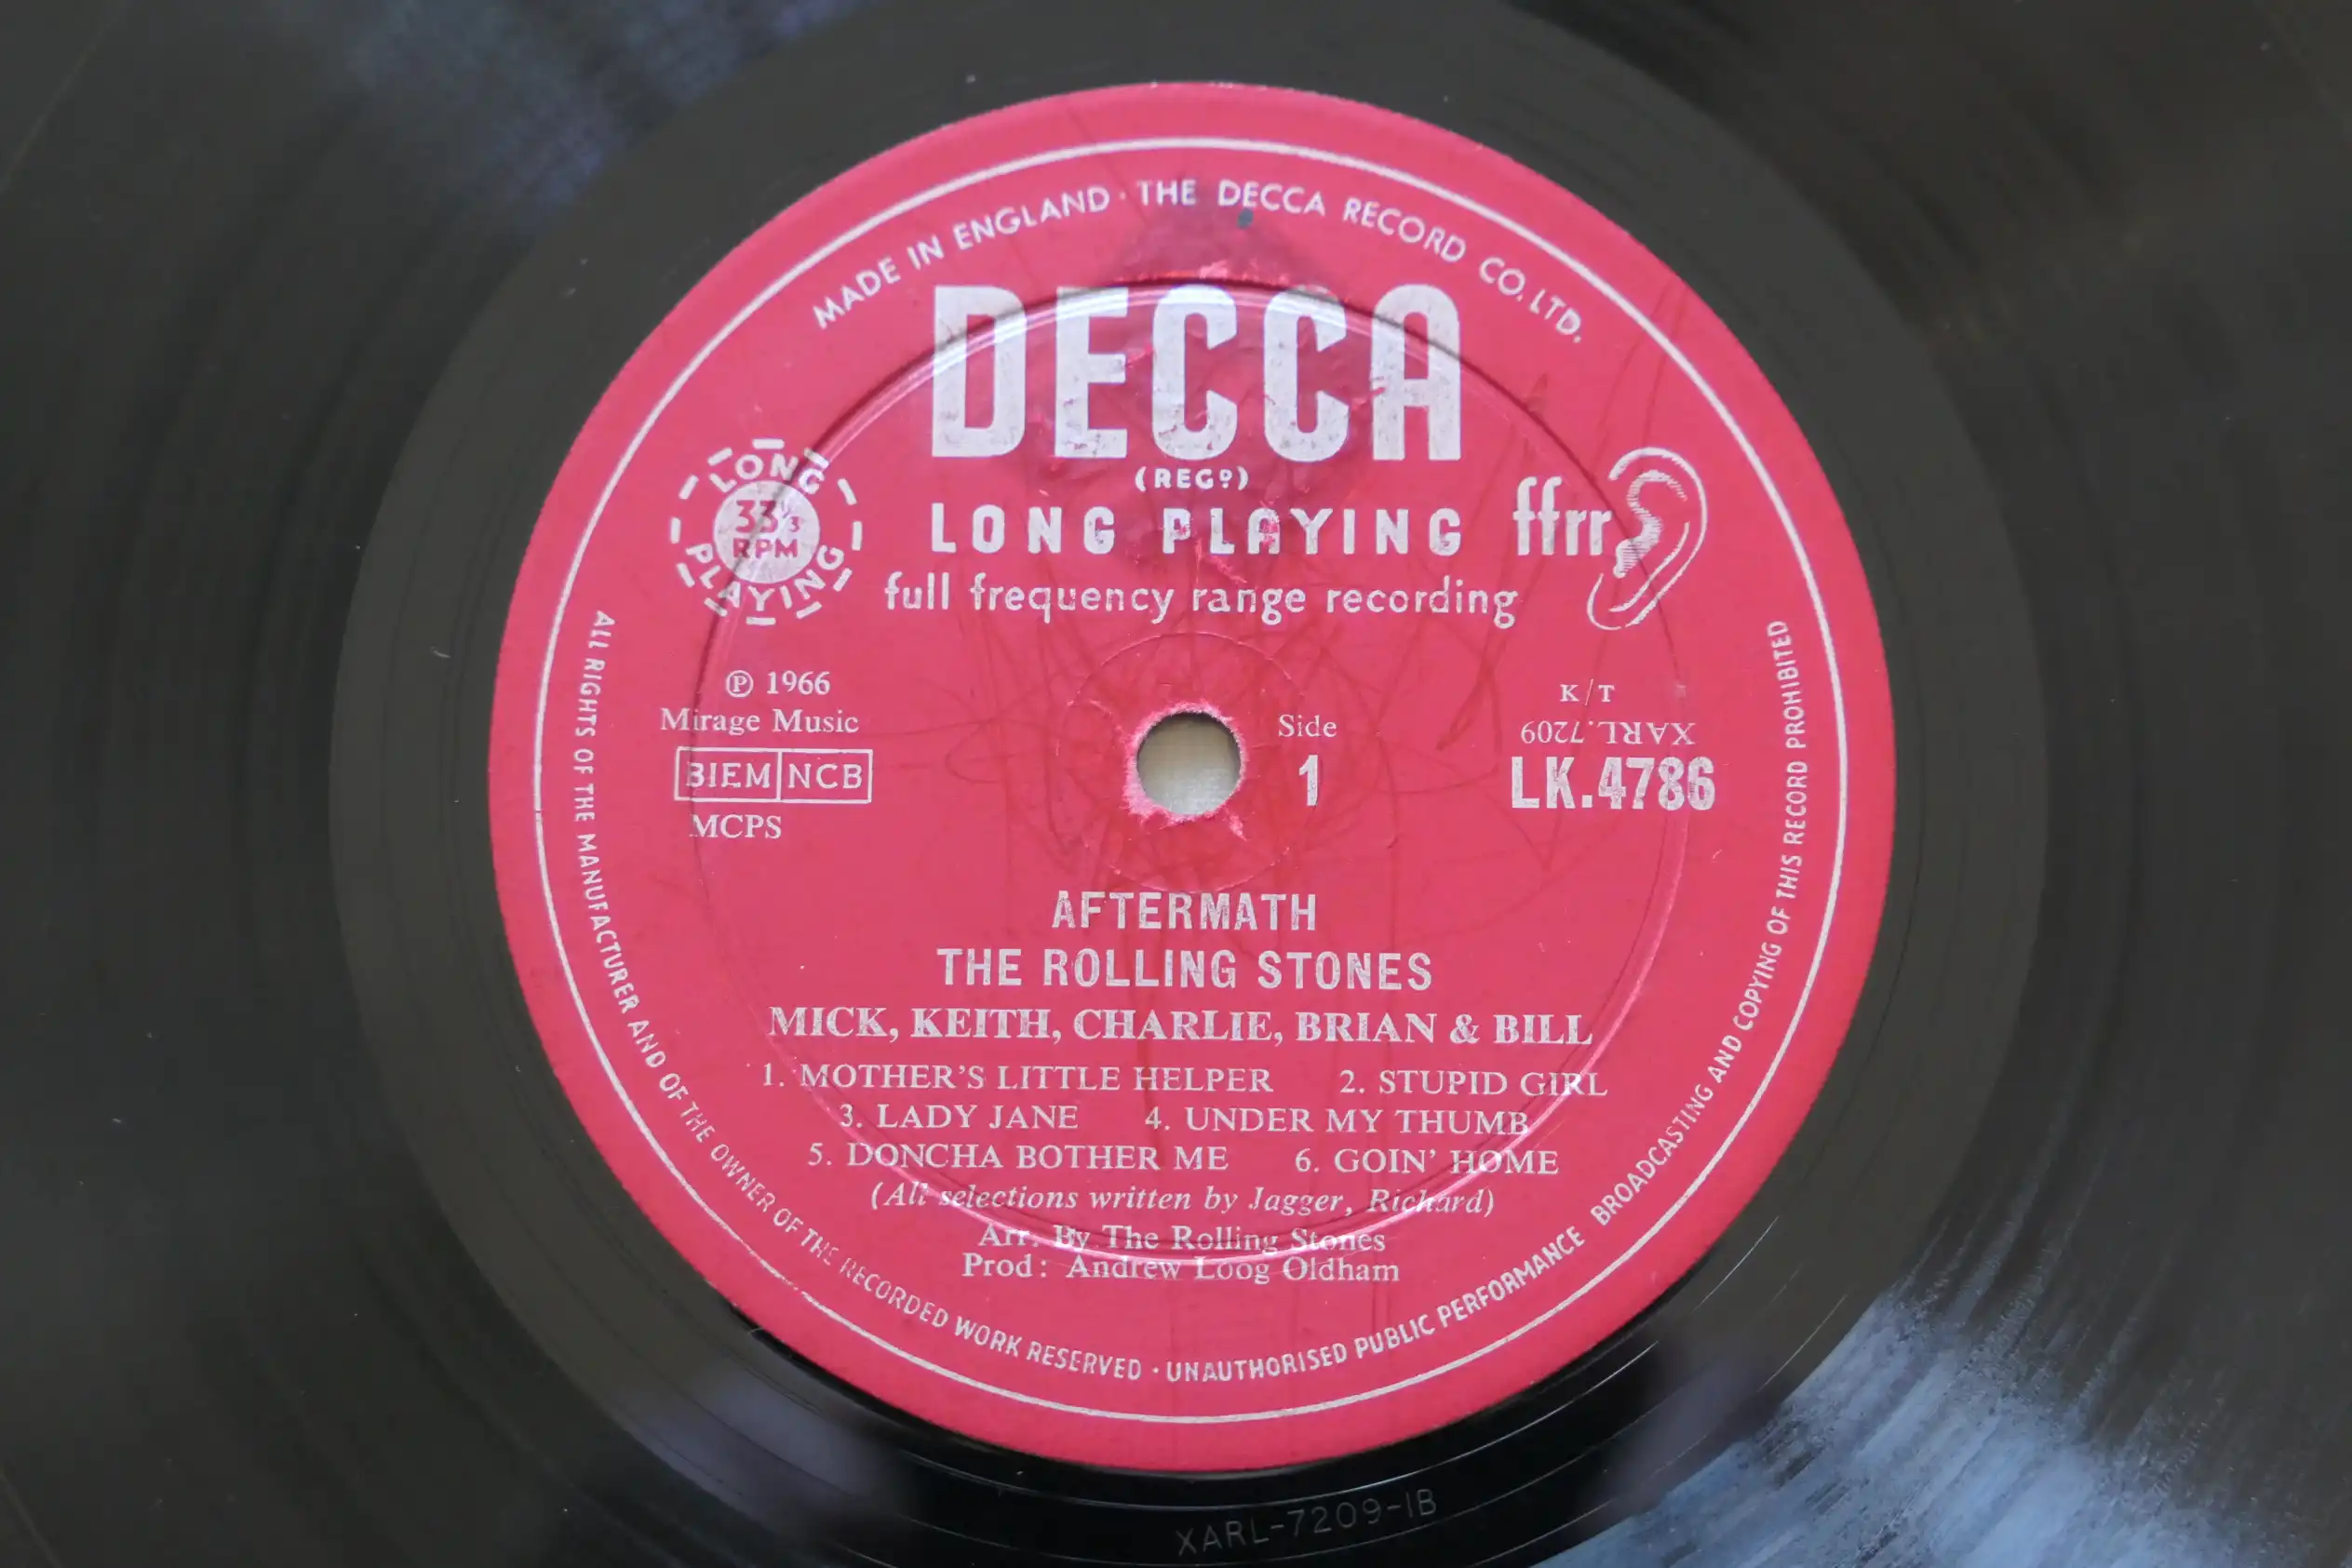 MADE IN ENGLAND · THE DECCA RECORD CO. LTD.
DECCA
(REGD)
LONG PLAYING
33⅓
RPM
LONG PLAYING
ffrr
full frequency range recording
℗ 1966
Mirage Music
BIEM NCB
MCPS
Side
1
K/T
XARL.7209
LK.4786
AFTERMATH
THE ROLLING STONES
MICK, KEITH, CHARLIE, BRIAN & BILL
1. MOTHER'S LITTLE HELPER 2. STUPID GIRL
3. LADY JANE 4. UNDER MY THUMB
5. DONCHA BOTHER ME 6. GOIN' HOME
(All selections written by Jagger, Richard)
Arr. By The Rolling Stones
Prod: Andrew Loog Oldham
ALL RIGHTS OF THE MANUFACTURER AND OF THE OWNER OF THE RECORDED WORK RESERVED · UNAUTHORISED PUBLIC PERFORMANCE BROADCASTING AND COPYING OF THIS RECORD PROHIBITED
XARL-7209-1B